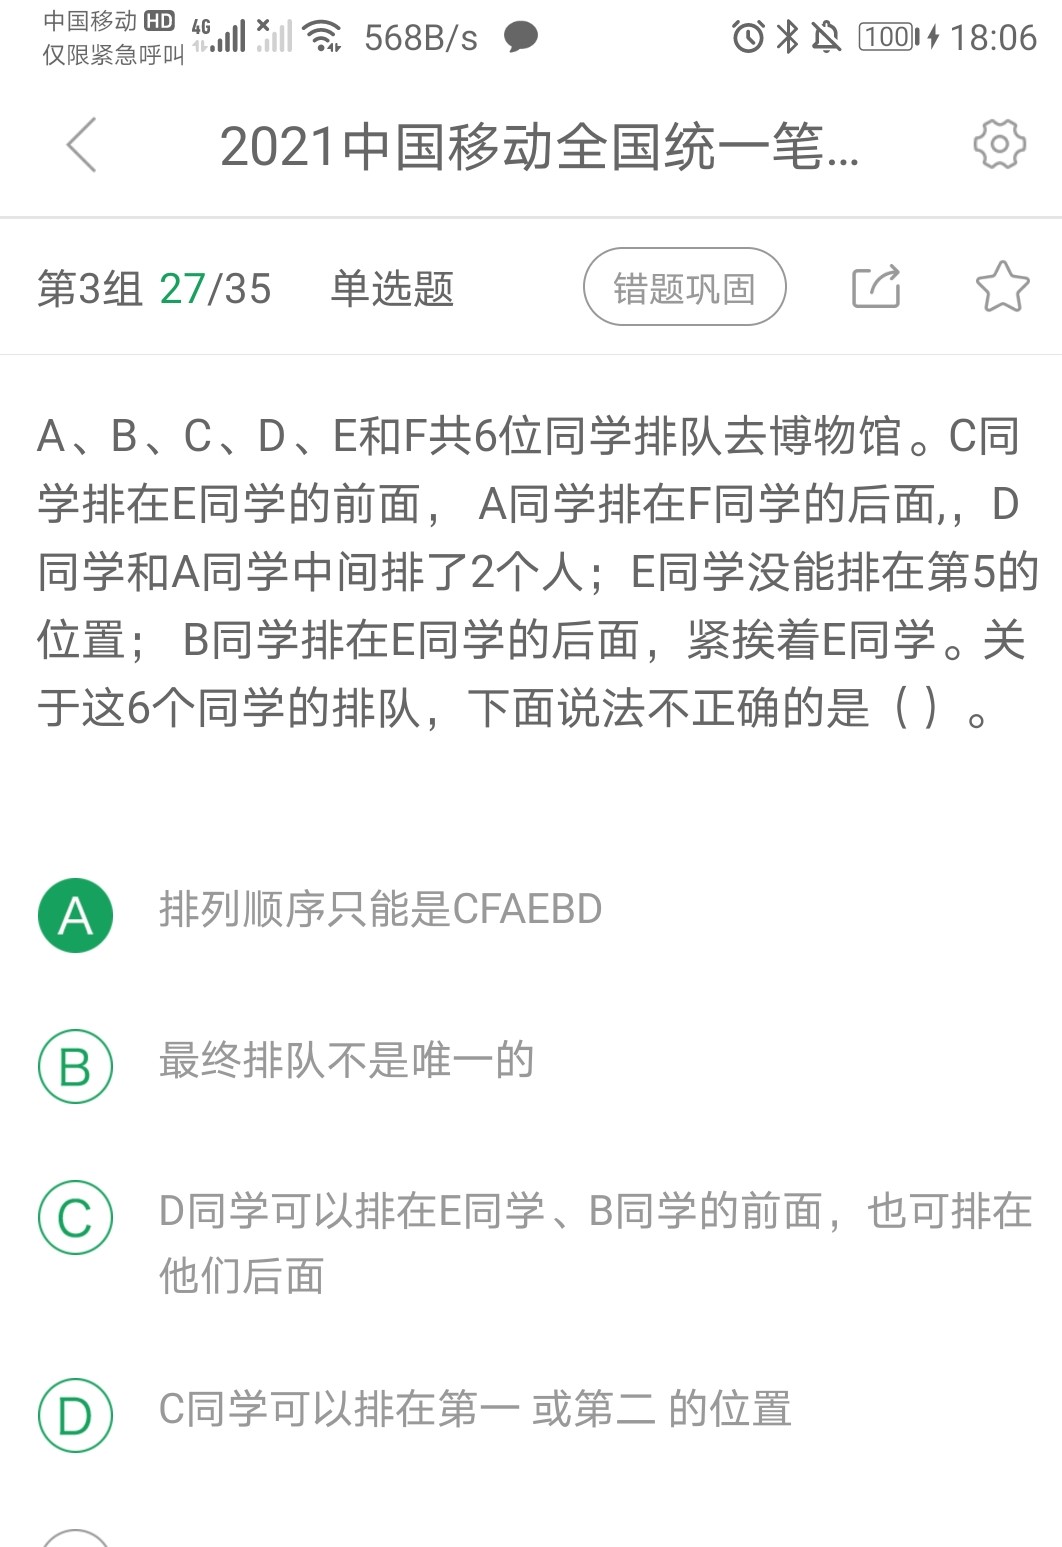 中国移动 HD 4G 568B/s 100 18:06
仅限紧急呼叫
2021中国移动全国统一笔...
第3组 27/35 单选题 错题巩固
A、B、C、D、E和F共6位同学排队去博物馆。C同
学排在E同学的前面， A同学排在F同学的后面,，D
同学和A同学中间排了2个人；E同学没能排在第5的
位置； B同学排在E同学的后面，紧挨着E同学。关
于这6个同学的排队，下面说法不正确的是（）。
A 排列顺序只能是CFAEBD
B 最终排队不是唯一的
C D同学可以排在E同学、B同学的前面，也可排在
他们后面
D C同学可以排在第一 或第二 的位置